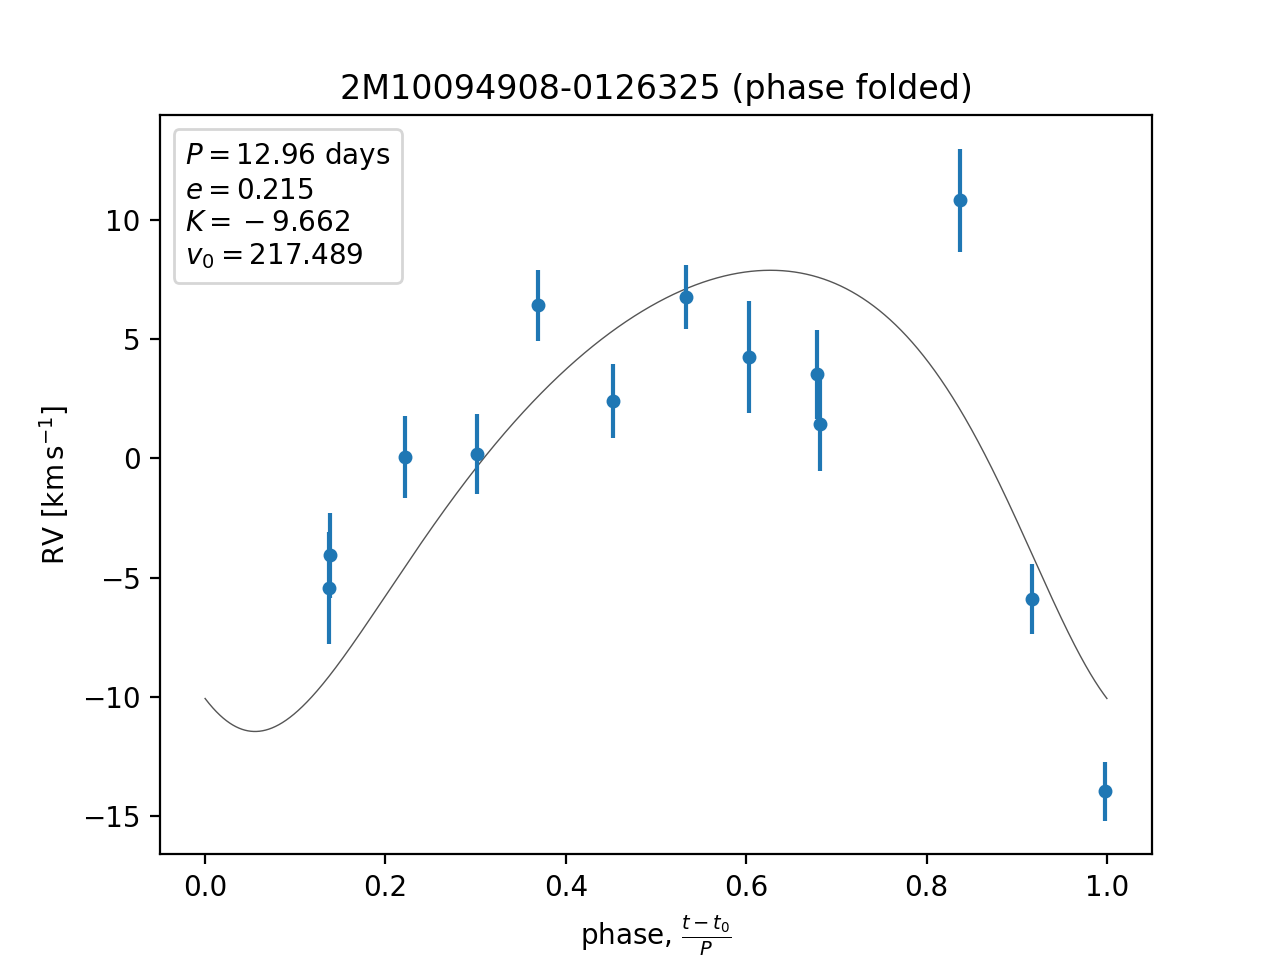 2M10094908-0126325 (phase folded)
P = 12.96 days
e = 0.215
K = −9.662
v₀ = 217.489
10
5
0
−5
−10
−15
RV [km s⁻¹]
0.0 0.2 0.4 0.6 0.8 1.0
phase, (t − t₀)/P